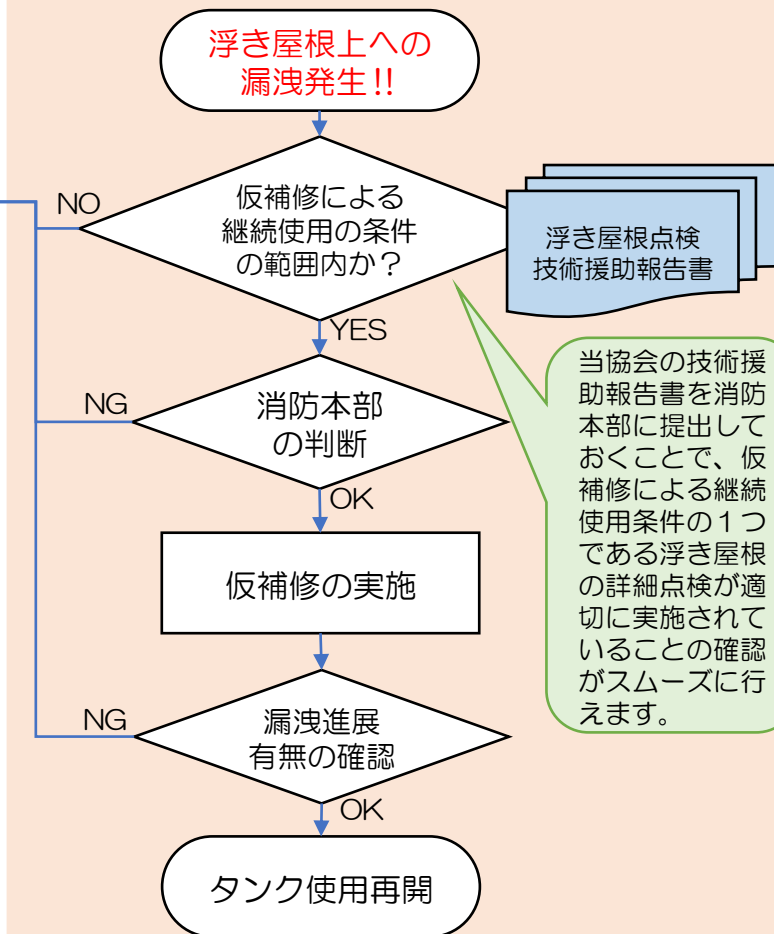 浮き屋根上への
漏洩発生!!
NO
仮補修による
継続使用の条件
の範囲内か？
浮き屋根点検
技術援助報告書
YES
当協会の技術援
助報告書を消防
本部に提出して
おくことで、仮
補修による継続
使用条件の１つ
である浮き屋根
の詳細点検が適
切に実施されて
いることの確認
がスムーズに行
えます。
NG
消防本部
の判断
OK
仮補修の実施
NG
漏洩進展
有無の確認
OK
タンク使用再開